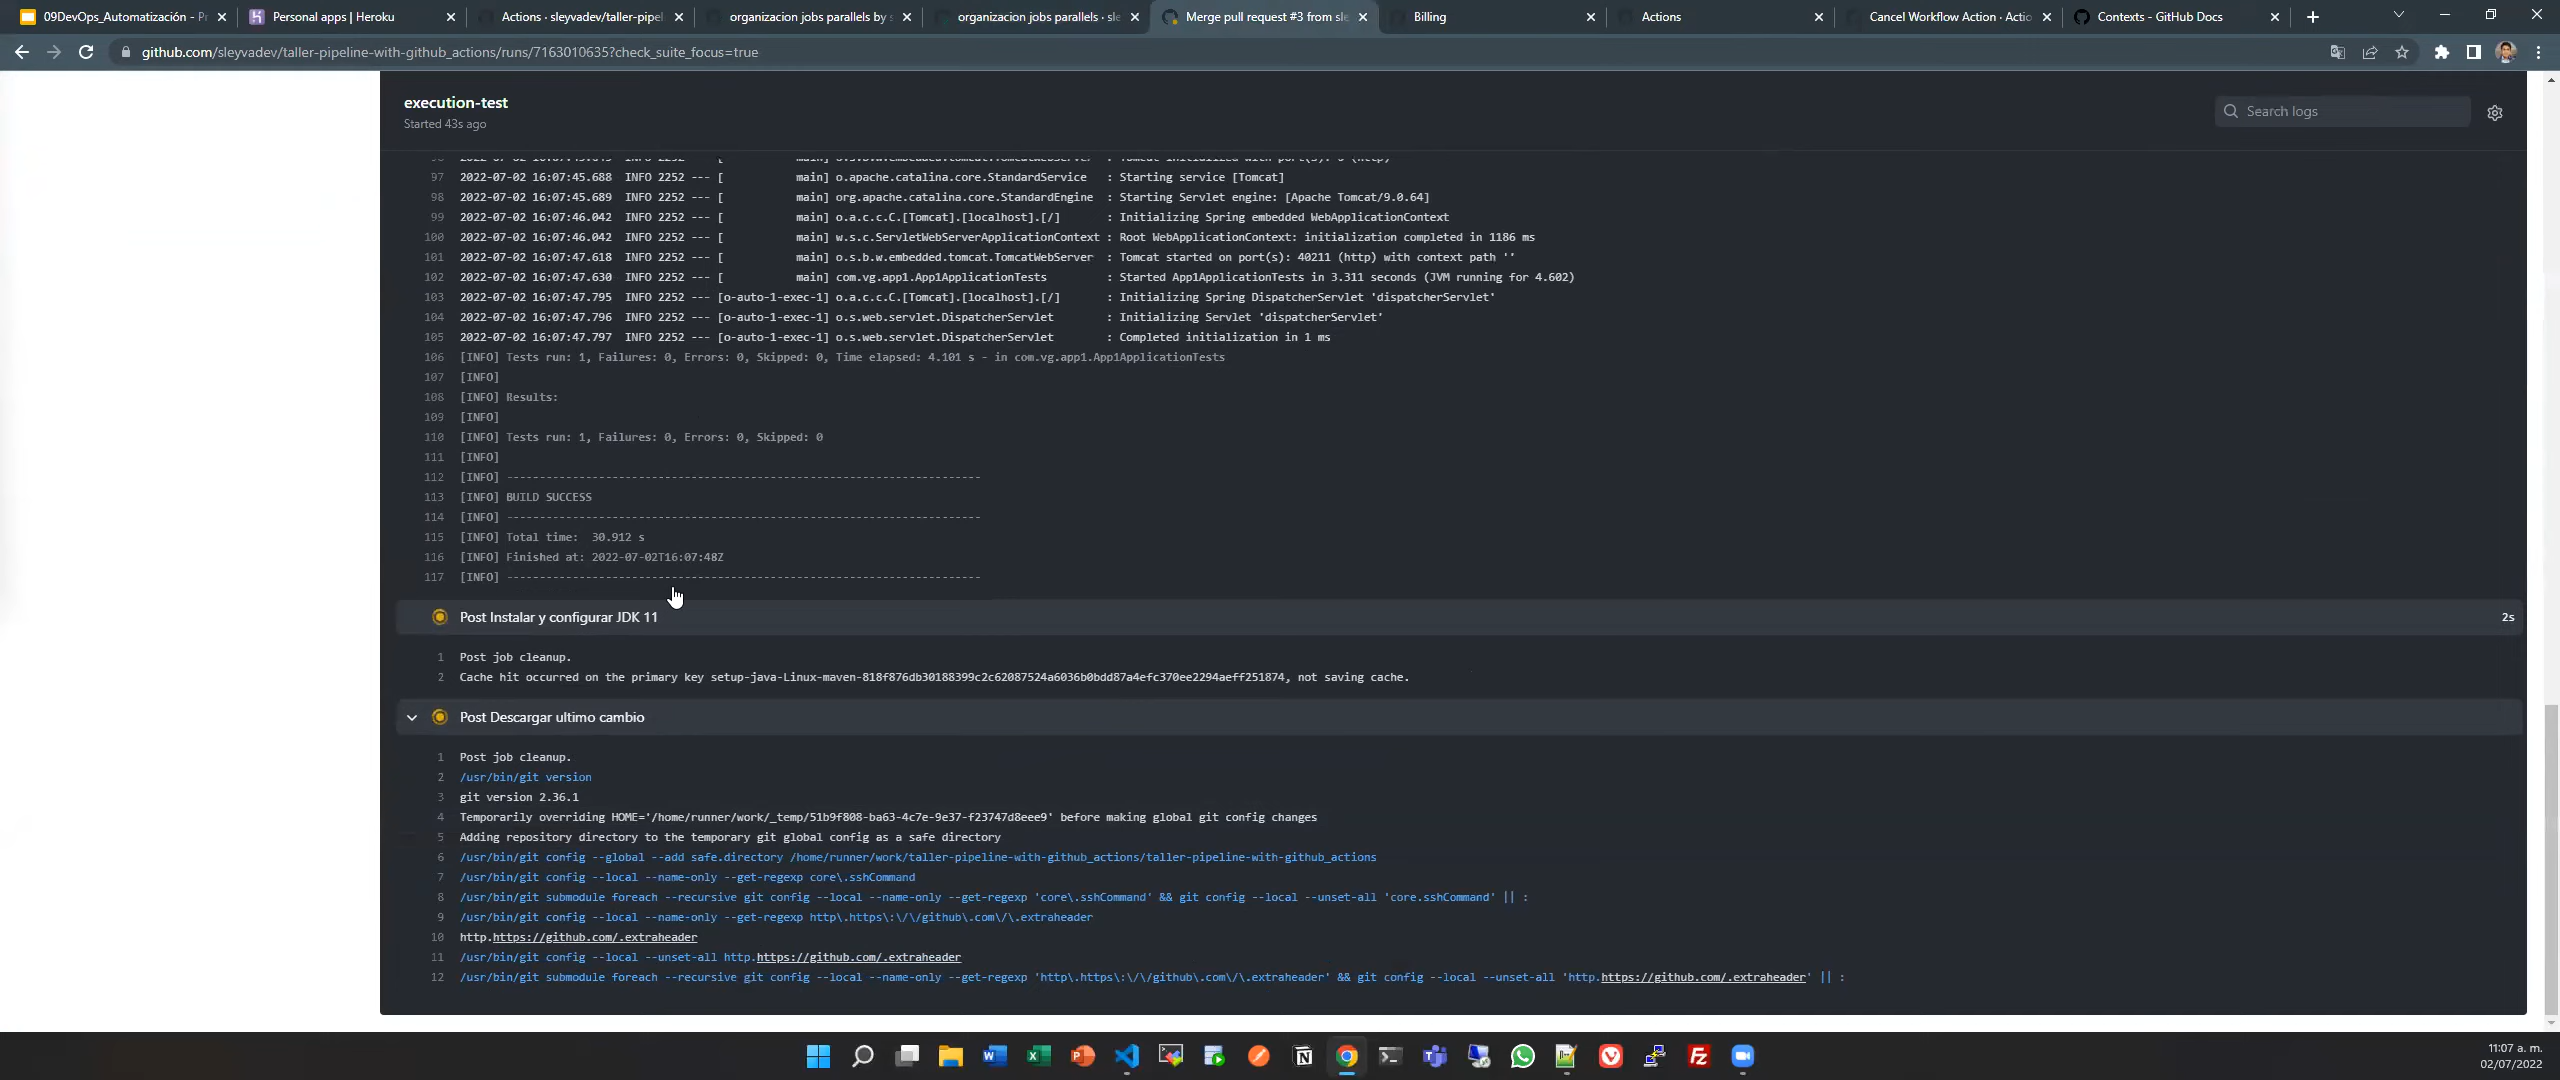 09DevOps_Automatización - Pr
Personal apps | Heroku
Actions · sleyvadev/taller-pipel
organizacion jobs parallels by s
organizacion jobs parallels · sle
Merge pull request #3 from sle
Billing
Actions
Cancel Workflow Action · Actio
Contexts - GitHub Docs
github.com/sleyvadev/taller-pipeline-with-github_actions/runs/7163010635?check_suite_focus=true
execution-test
Started 43s ago
Search logs
97 2022-07-02 16:07:45.688 INFO 2252 --- [ main] o.apache.catalina.core.StandardService : Starting service [Tomcat]
98 2022-07-02 16:07:45.689 INFO 2252 --- [ main] org.apache.catalina.core.StandardEngine : Starting Servlet engine: [Apache Tomcat/9.0.64]
99 2022-07-02 16:07:46.042 INFO 2252 --- [ main] o.a.c.c.C.[Tomcat].[localhost].[/] : Initializing Spring embedded WebApplicationContext
100 2022-07-02 16:07:46.042 INFO 2252 --- [ main] w.s.c.ServletWebServerApplicationContext : Root WebApplicationContext: initialization completed in 1186 ms
101 2022-07-02 16:07:47.618 INFO 2252 --- [ main] o.s.b.w.embedded.tomcat.TomcatWebServer : Tomcat started on port(s): 40211 (http) with context path ''
102 2022-07-02 16:07:47.630 INFO 2252 --- [ main] com.vg.app1.App1ApplicationTests : Started App1ApplicationTests in 3.311 seconds (JVM running for 4.602)
103 2022-07-02 16:07:47.795 INFO 2252 --- [o-auto-1-exec-1] o.a.c.c.C.[Tomcat].[localhost].[/] : Initializing Spring DispatcherServlet 'dispatcherServlet'
104 2022-07-02 16:07:47.796 INFO 2252 --- [o-auto-1-exec-1] o.s.web.servlet.DispatcherServlet : Initializing Servlet 'dispatcherServlet'
105 2022-07-02 16:07:47.797 INFO 2252 --- [o-auto-1-exec-1] o.s.web.servlet.DispatcherServlet : Completed initialization in 1 ms
106 [INFO] Tests run: 1, Failures: 0, Errors: 0, Skipped: 0, Time elapsed: 4.101 s - in com.vg.app1.App1ApplicationTests
107 [INFO]
108 [INFO] Results:
109 [INFO]
110 [INFO] Tests run: 1, Failures: 0, Errors: 0, Skipped: 0
111 [INFO]
112 [INFO] ------------------------------------------------------------------------
113 [INFO] BUILD SUCCESS
114 [INFO] ------------------------------------------------------------------------
115 [INFO] Total time: 30.912 s
116 [INFO] Finished at: 2022-07-02T16:07:48Z
117 [INFO] ------------------------------------------------------------------------
Post Instalar y configurar JDK 11 2s
1 Post job cleanup.
2 Cache hit occurred on the primary key setup-java-Linux-maven-818f876db30188399c2c62087524a6036b0bdd87a4efc370ee2294aeff251874, not saving cache.
Post Descargar ultimo cambio
1 Post job cleanup.
2 /usr/bin/git version
3 git version 2.36.1
4 Temporarily overriding HOME='/home/runner/work/_temp/51b9f808-ba63-4c7e-9e37-f23747d8eee9' before making global git config changes
5 Adding repository directory to the temporary git global config as a safe directory
6 /usr/bin/git config --global --add safe.directory /home/runner/work/taller-pipeline-with-github_actions/taller-pipeline-with-github_actions
7 /usr/bin/git config --local --name-only --get-regexp core\.sshCommand
8 /usr/bin/git submodule foreach --recursive git config --local --name-only --get-regexp 'core\.sshCommand' && git config --local --unset-all 'core.sshCommand' || :
9 /usr/bin/git config --local --name-only --get-regexp http\.https\:\/\/github\.com\/\.extraheader
10 http.https://github.com/.extraheader
11 /usr/bin/git config --local --unset-all http.https://github.com/.extraheader
12 /usr/bin/git submodule foreach --recursive git config --local --name-only --get-regexp 'http\.https\:\/\/github\.com\/\.extraheader' && git config --local --unset-all 'http.https://github.com/.extraheader' || :
11:07 a. m.
02/07/2022